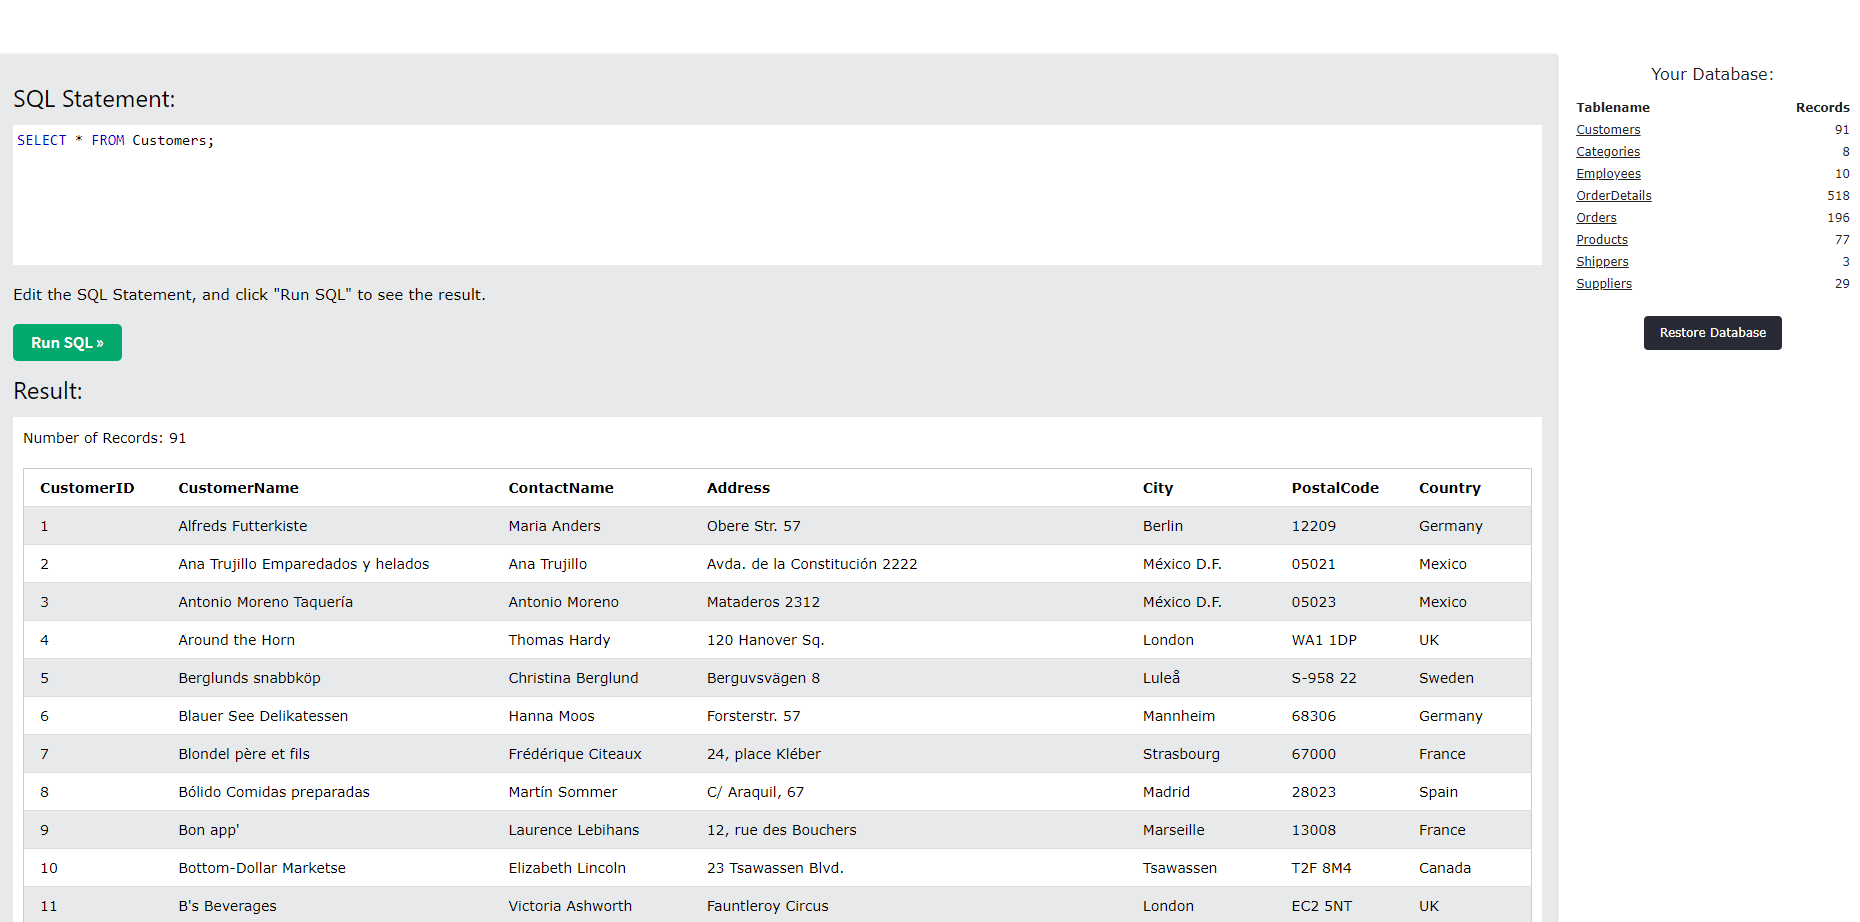 SQL Statement:
SELECT * FROM Customers;
Edit the SQL Statement, and click "Run SQL" to see the result.
Run SQL »
Result:
Number of Records: 91
CustomerID CustomerName ContactName Address City PostalCode Country
1 Alfreds Futterkiste Maria Anders Obere Str. 57 Berlin 12209 Germany
2 Ana Trujillo Emparedados y helados Ana Trujillo Avda. de la Constitución 2222 México D.F. 05021 Mexico
3 Antonio Moreno Taquería Antonio Moreno Mataderos 2312 México D.F. 05023 Mexico
4 Around the Horn Thomas Hardy 120 Hanover Sq. London WA1 1DP UK
5 Berglunds snabbköp Christina Berglund Berguvsvägen 8 Luleå S-958 22 Sweden
6 Blauer See Delikatessen Hanna Moos Forsterstr. 57 Mannheim 68306 Germany
7 Blondel père et fils Frédérique Citeaux 24, place Kléber Strasbourg 67000 France
8 Bólido Comidas preparadas Martín Sommer C/ Araquil, 67 Madrid 28023 Spain
9 Bon app' Laurence Lebihans 12, rue des Bouchers Marseille 13008 France
10 Bottom-Dollar Marketse Elizabeth Lincoln 23 Tsawassen Blvd. Tsawassen T2F 8M4 Canada
11 B's Beverages Victoria Ashworth Fauntleroy Circus London EC2 5NT UK
Your Database:
Tablename Records
Customers 91
Categories 8
Employees 10
OrderDetails 518
Orders 196
Products 77
Shippers 3
Suppliers 29
Restore Database